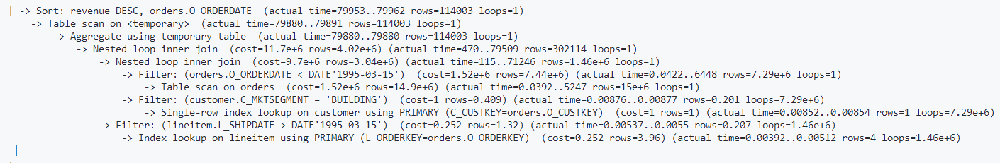 | -> Sort: revenue DESC, orders.O_ORDERDATE  (actual time=79953..79962 rows=114003 loops=1)
    -> Table scan on <temporary>  (actual time=79880..79891 rows=114003 loops=1)
        -> Aggregate using temporary table  (actual time=79880..79880 rows=114003 loops=1)
            -> Nested loop inner join  (cost=11.7e+6 rows=4.02e+6) (actual time=470..79509 rows=302114 loops=1)
                -> Nested loop inner join  (cost=9.7e+6 rows=3.04e+6) (actual time=115..71246 rows=1.46e+6 loops=1)
                    -> Filter: (orders.O_ORDERDATE < DATE'1995-03-15')  (cost=1.52e+6 rows=7.44e+6) (actual time=0.0422..6448 rows=7.29e+6 loops=1)
                        -> Table scan on orders  (cost=1.52e+6 rows=14.9e+6) (actual time=0.0392..5247 rows=15e+6 loops=1)
                    -> Filter: (customer.C_MKTSEGMENT = 'BUILDING')  (cost=1 rows=0.409) (actual time=0.00876..0.00877 rows=0.201 loops=7.29e+6)
                        -> Single-row index lookup on customer using PRIMARY (C_CUSTKEY=orders.O_CUSTKEY)  (cost=1 rows=1) (actual time=0.00852..0.00854 rows=1 loops=7.29e+6)
                -> Filter: (lineitem.L_SHIPDATE > DATE'1995-03-15')  (cost=0.252 rows=1.32) (actual time=0.00537..0.0055 rows=0.207 loops=1.46e+6)
                    -> Index lookup on lineitem using PRIMARY (L_ORDERKEY=orders.O_ORDERKEY)  (cost=0.252 rows=3.96) (actual time=0.00392..0.00512 rows=4 loops=1.46e+6)
 |